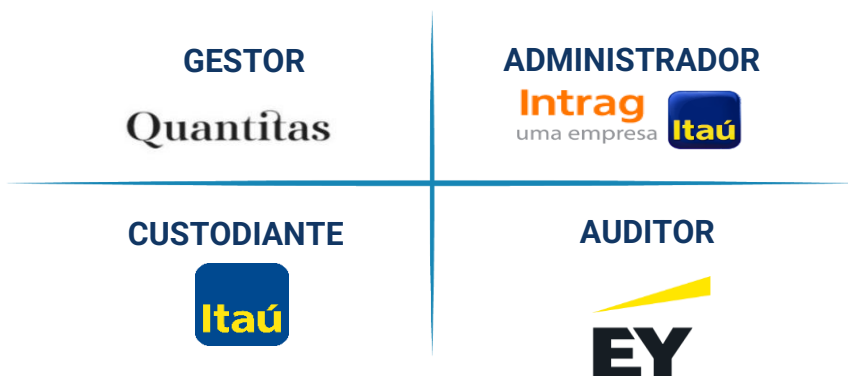 GESTOR
Quantitas
ADMINISTRADOR
Intrag
uma empresa Itaú
CUSTODIANTE
Itaú
AUDITOR
EY